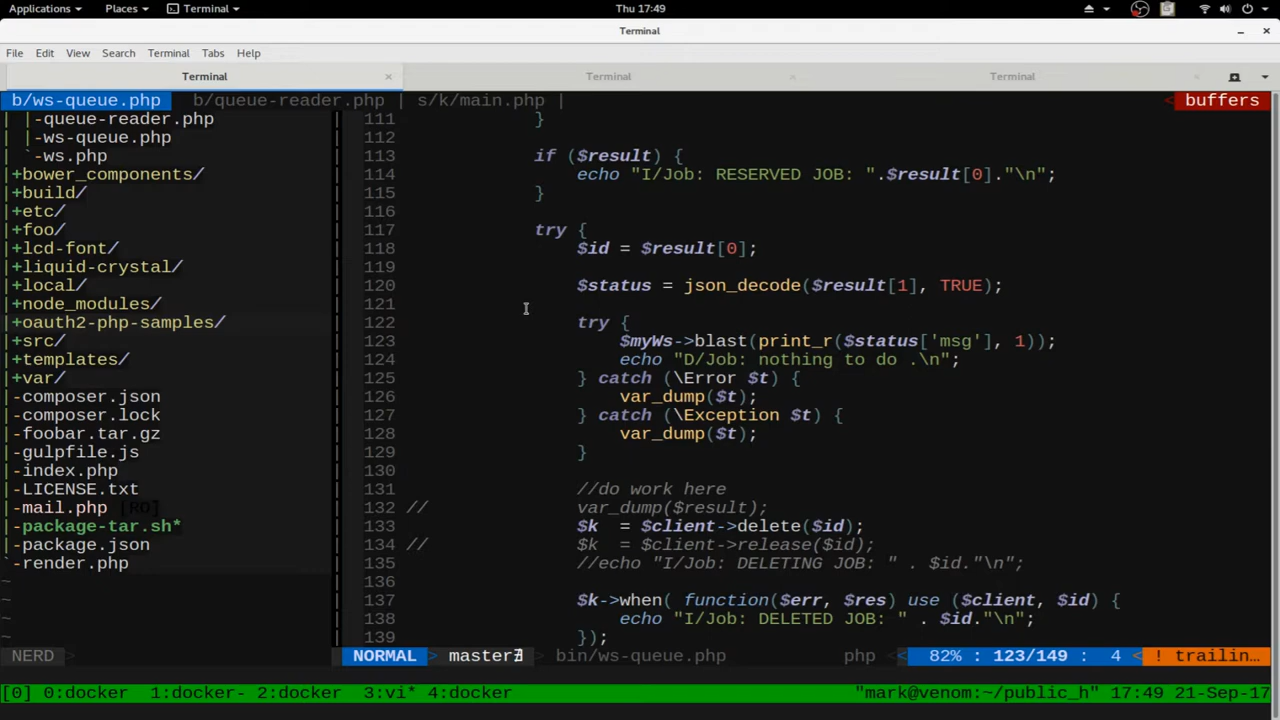 Applications Places Terminal Thu 17:49
Terminal
File Edit View Search Terminal Tabs Help
Terminal × Terminal Terminal
b/ws-queue.php b/queue-reader.php | s/k/main.php | < buffers
| |-queue-reader.php
| |-ws-queue.php
| `-ws.php
|+bower_components/
|+build/
|+etc/
|+foo/
|+lcd-font/
|+liquid-crystal/
|+local/
|+node_modules/
|+oauth2-php-samples/
|+src/
|+templates/
|+var/
|-composer.json
|-composer.lock
|-foobar.tar.gz
|-gulpfile.js
|-index.php
|-LICENSE.txt
|-mail.php [RO]
|-package-tar.sh*
|-package.json
`-render.php
~
~
~
~
111 }
112
113 if ($result) {
114 echo "I/Job: RESERVED JOB: ".$result[0]."\n";
115 }
116
117 try {
118 $id = $result[0];
119
120 $status = json_decode($result[1], TRUE);
121
122 try {
123 $myWs->blast(print_r($status['msg'], 1));
124 echo "D/Job: nothing to do .\n";
125 } catch (\Error $t) {
126 var_dump($t);
127 } catch (\Exception $t) {
128 var_dump($t);
129 }
130
131 //do work here
132 // var_dump($result);
133 $k = $client->delete($id);
134 // $k = $client->release($id);
135 //echo "I/Job: DELETING JOB: " . $id."\n";
136
137 $k->when( function($err, $res) use ($client, $id) {
138 echo "I/Job: DELETED JOB: " . $id."\n";
139 });
NERD > NORMAL > master > bin/ws-queue.php php < 82% : 123/149 : 4 < ! trailin…
[0] 0:docker 1:docker- 2:docker 3:vi* 4:docker "mark@venom:~/public_h" 17:49 21-Sep-17